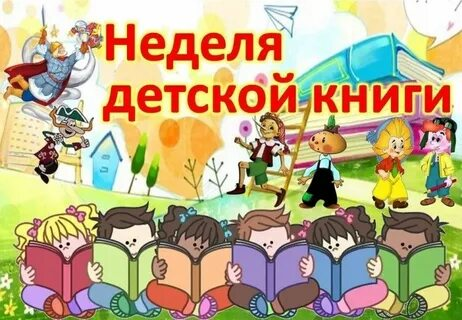 Неделя
детской книги